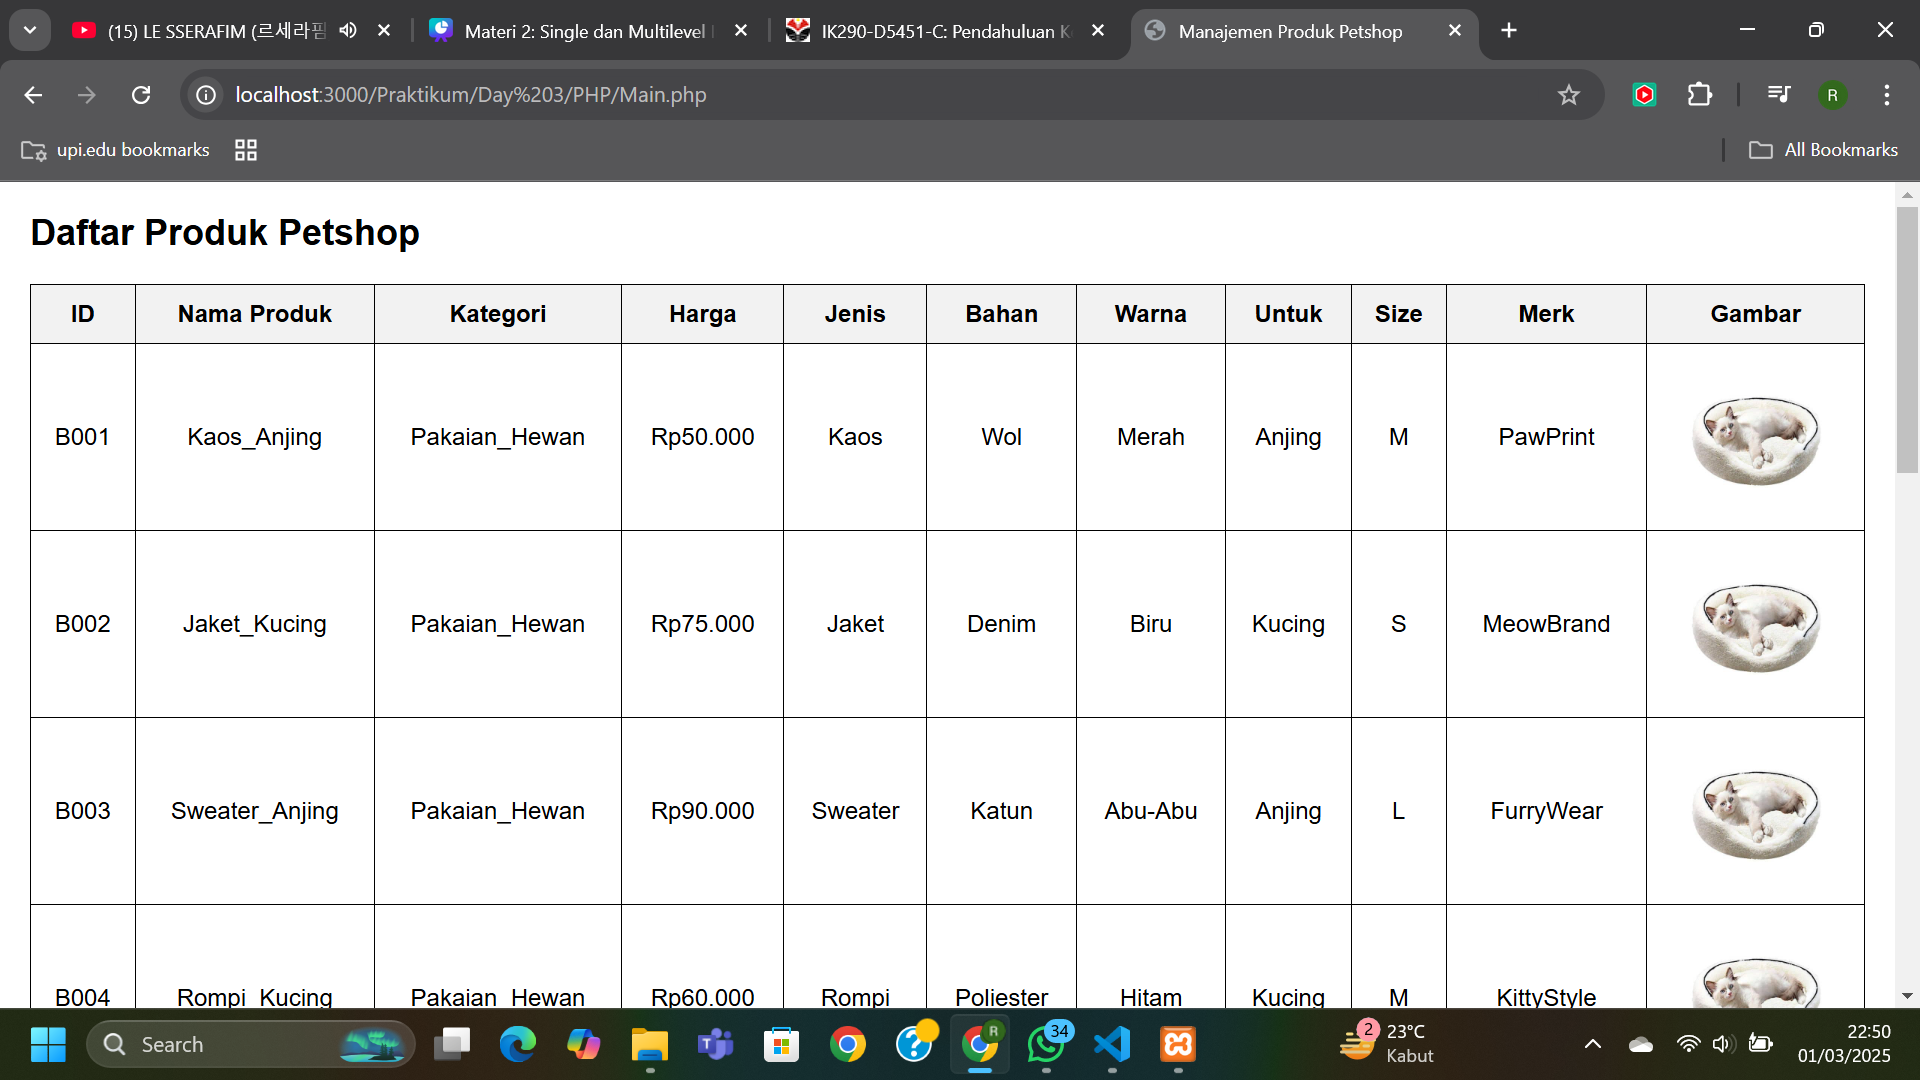 (15) LE SSERAFIM (르세라핌
Materi 2: Single dan Multilevel
IK290-D5451-C: Pendahuluan K
Manajemen Produk Petshop
localhost:3000/Praktikum/Day%203/PHP/Main.php
R
upi.edu bookmarks
All Bookmarks
Daftar Produk Petshop
ID Nama Produk Kategori Harga Jenis Bahan Warna Untuk Size Merk Gambar
B001 Kaos_Anjing Pakaian_Hewan Rp50.000 Kaos Wol Merah Anjing M PawPrint
B002 Jaket_Kucing Pakaian_Hewan Rp75.000 Jaket Denim Biru Kucing S MeowBrand
B003 Sweater_Anjing Pakaian_Hewan Rp90.000 Sweater Katun Abu-Abu Anjing L FurryWear
B004 Rompi_Kucing Pakaian_Hewan Rp60.000 Rompi Poliester Hitam Kucing M KittyStyle
Search
T
R
34
2
23°C
Kabut
22:50
01/03/2025